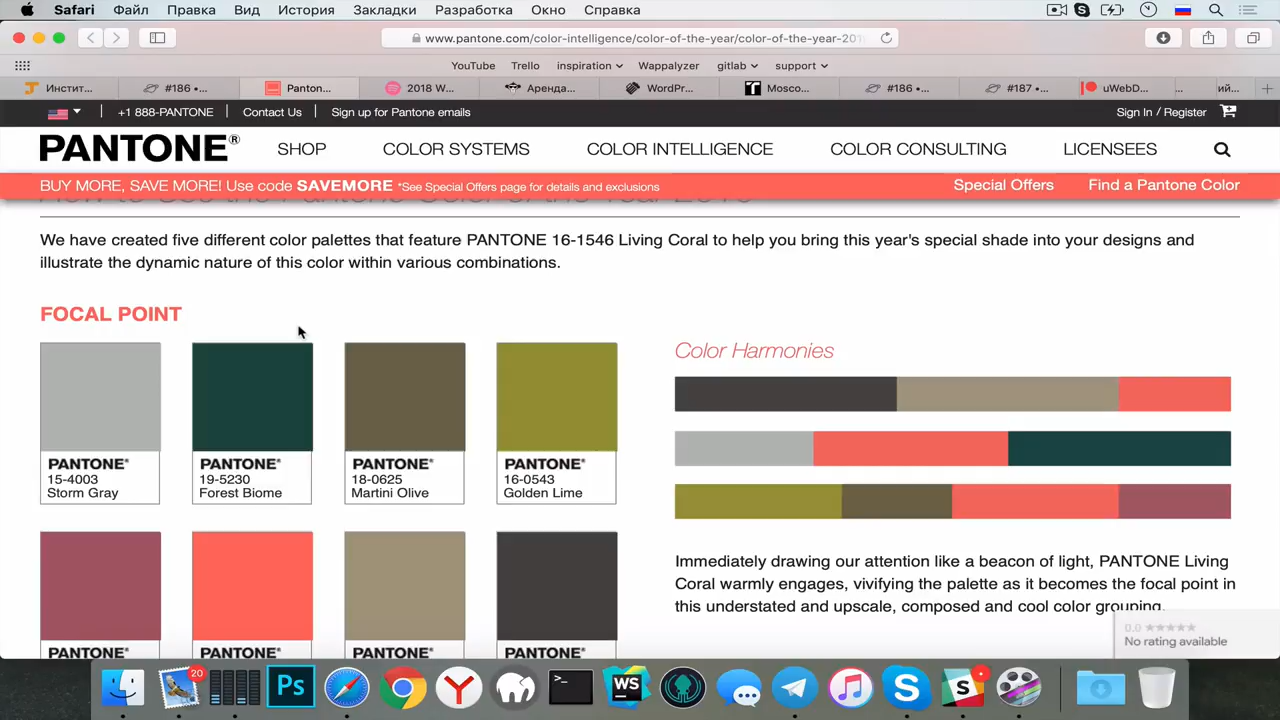 Safari Файл Правка Вид История Закладки Разработка Окно Справка
www.pantone.com/color-intelligence/color-of-the-year/color-of-the-year-201
YouTube Trello inspiration Wappalyzer gitlab support
Инстит... #186 •... Panton... 2018 W... Аренда... WordPr... Mosco... #186 •... #187 •... uWebD... ий...
+1 888-PANTONE Contact Us Sign up for Pantone emails Sign In / Register
PANTONE® SHOP COLOR SYSTEMS COLOR INTELLIGENCE COLOR CONSULTING LICENSEES
BUY MORE, SAVE MORE! Use code SAVEMORE *See Special Offers page for details and exclusions Special Offers Find a Pantone Color
We have created five different color palettes that feature PANTONE 16-1546 Living Coral to help you bring this year's special shade into your designs and
illustrate the dynamic nature of this color within various combinations.
FOCAL POINT
PANTONE®
15-4003
Storm Gray
PANTONE®
19-5230
Forest Biome
PANTONE®
18-0625
Martini Olive
PANTONE®
16-0543
Golden Lime
PANTONE®
PANTONE®
PANTONE®
PANTONE®
Color Harmonies
Immediately drawing our attention like a beacon of light, PANTONE Living
Coral warmly engages, vivifying the palette as it becomes the focal point in
this understated and upscale, composed and cool color grouping.
0.0 ★★★★★
No rating available
20
Ps
WS
S